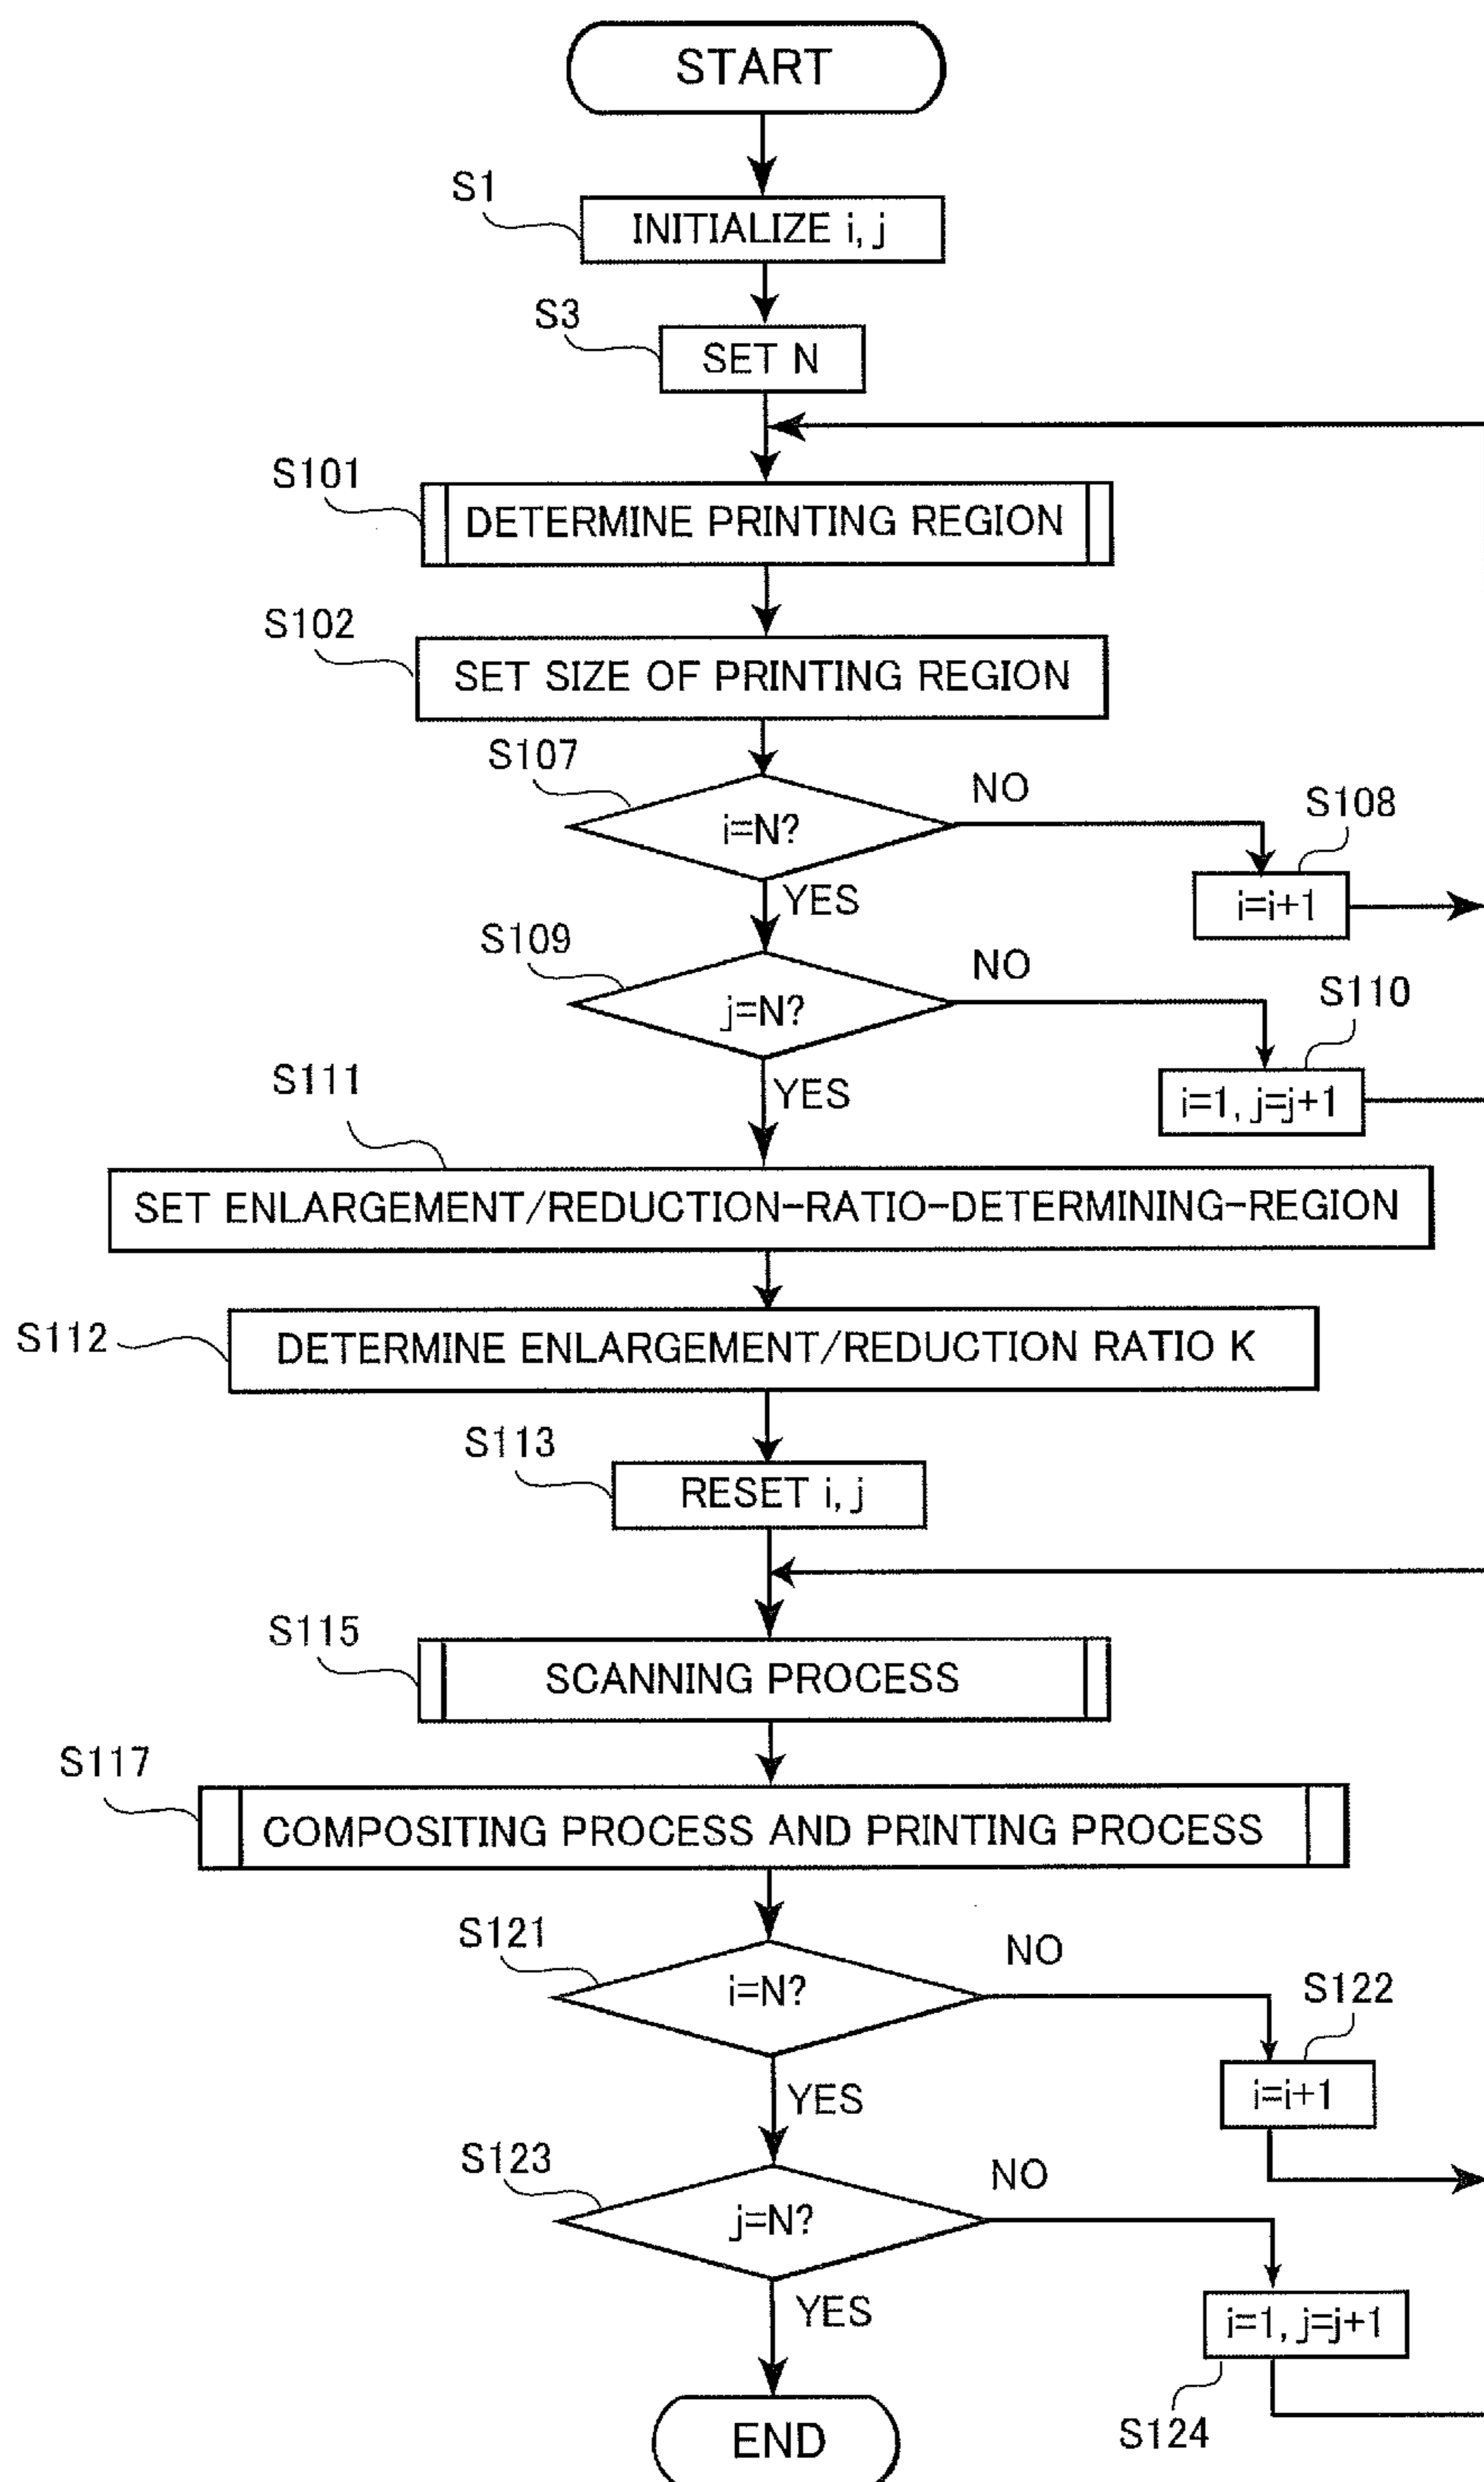 START
S1
INITIALIZE i, j
S3
SET N
S101
DETERMINE PRINTING REGION
S102
SET SIZE OF PRINTING REGION
S107
i=N?
NO
S108
i=i+1
YES
S109
j=N?
NO
S110
i=1, j=j+1
YES
S111
SET ENLARGEMENT/REDUCTION-RATIO-DETERMINING-REGION
S112
DETERMINE ENLARGEMENT/REDUCTION RATIO K
S113
RESET i, j
S115
SCANNING PROCESS
S117
COMPOSITING PROCESS AND PRINTING PROCESS
S121
i=N?
NO
S122
i=i+1
YES
S123
j=N?
NO
i=1, j=j+1
S124
YES
END